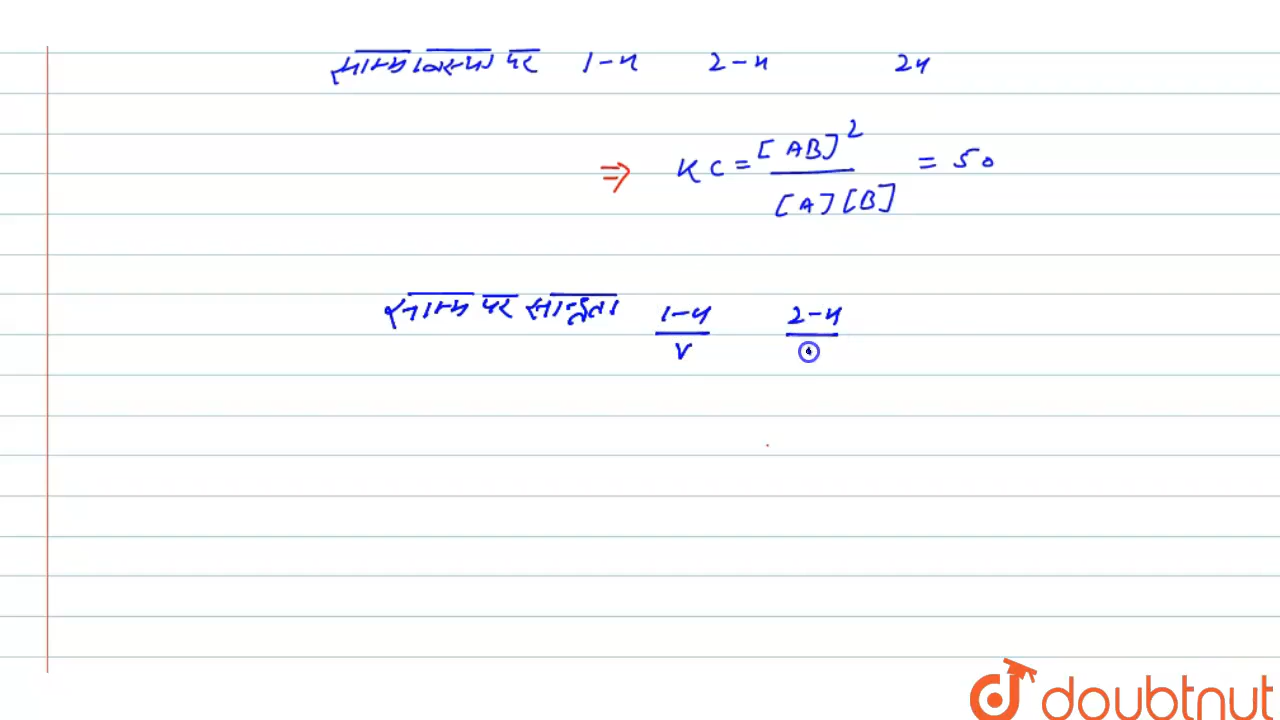 साम्यावस्था पर 1-x 2-x 2x
⇒ KC = [AB]² / [A][B] = 50
साम्य पर सान्द्रता (1-x)/V (2-x)/
doubtnut